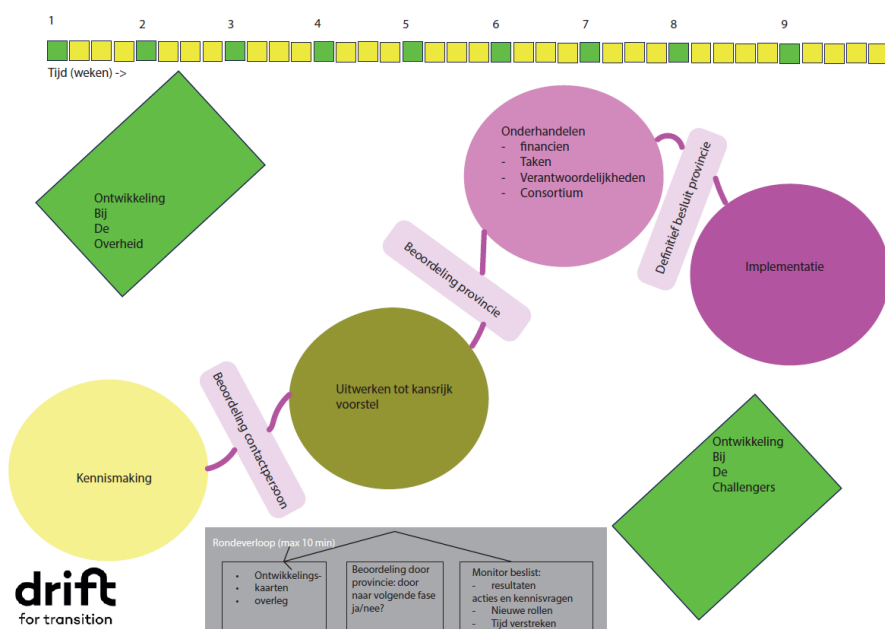 1 2 3 4 5 6 7 8 9
Tijd (weken) ->
Ontwikkeling
Bij
De
Overheid
Onderhandelen
- financien
- Taken
- Verantwoordelijkheden
- Consortium
Definitief besluit provincie
Implementatie
Beoordeling provincie
Uitwerken tot kansrijk
voorstel
Beoordeling contactpersoon
Kennismaking
Ontwikkeling
Bij
De
Challengers
Rondeverloop (max 10 min)
• Ontwikkelings-
• kaarten
• overleg
Beoordeling door
provincie: door
naar volgende fase
ja/nee?
Monitor beslist:
- resultaten
acties en kennisvragen
- Nieuwe rollen
- Tijd verstreken
drift
for transition